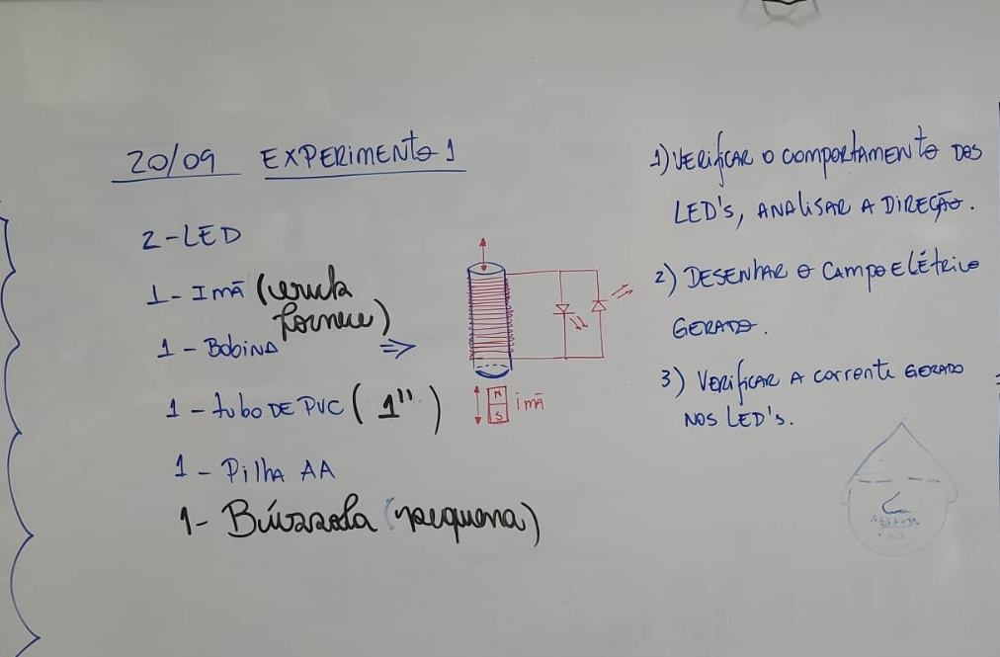 20/09 EXPERIMENTO 1
2-LED
1- IMÃ (
fornece)
1 - BOBINA ⇒
1 - tubo DE PVC (1")
1 - Pilha AA
1- Bússola (pequena)
N
S
imã
1) VERIFICAR O COMPORTAMENTO DOS
LED'S, ANALISAR A DIREÇÃO.
2) DESENHAR O CAMPO ELÉTRICO
GERADO.
3) VERIFICAR A CORRENTE GERADO
NOS LED'S.